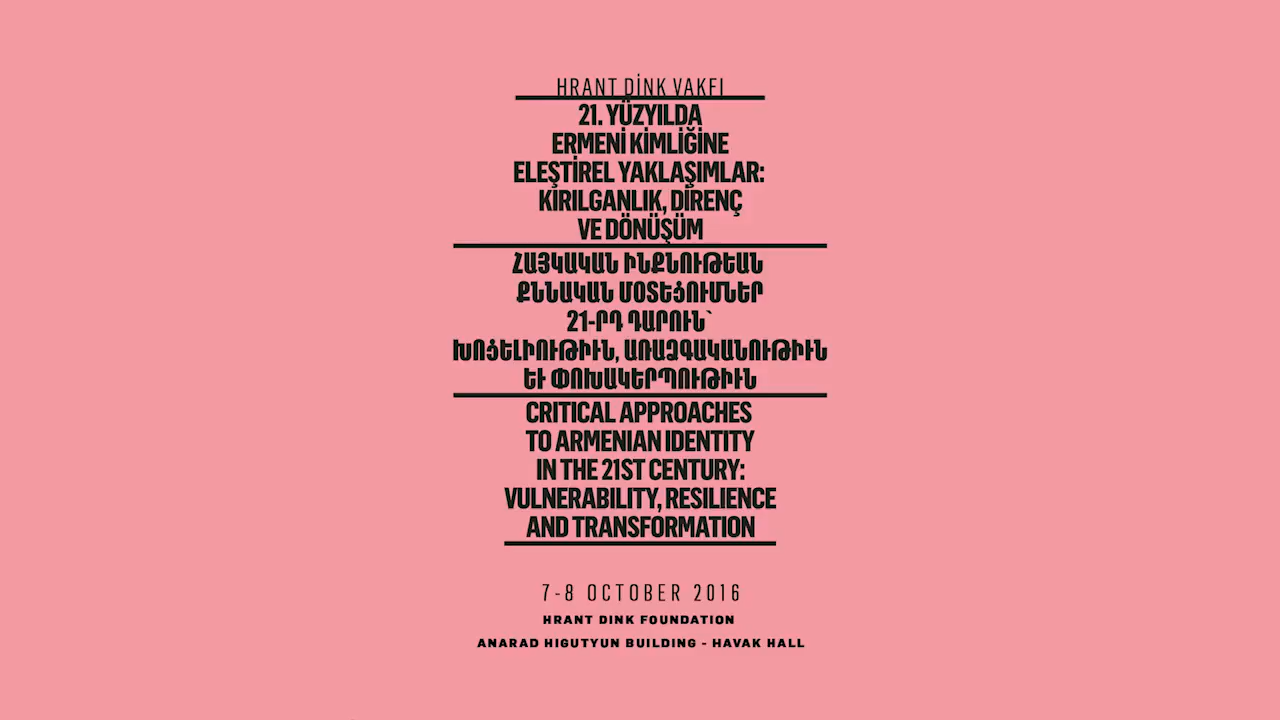 HRANT DİNK VAKFI
21. YÜZYILDA
ERMENİ KİMLİĞİNE
ELEŞTİREL YAKLAŞIMLAR:
KIRILGANLIK, DİRENÇ
VE DÖNÜŞÜM
ՀԱՅԿԱԿԱՆ ԻՆՔՆՈՒԹԵԱՆ
ՔՆՆԱԿԱՆ ՄՕՏԵՑՈՒՄՆԵՐ
21-ՐԴ ԴԱՐՈՒՆ՝
ԽՈՑԵԼԻՈՒԹԻՒՆ, ԱՌԱՁԳԱԿԱՆՈՒԹԻՒՆ
ԵՒ ՓՈԽԱԿԵՐՊՈՒԹԻՒՆ
CRITICAL APPROACHES
TO ARMENIAN IDENTITY
IN THE 21ST CENTURY:
VULNERABILITY, RESILIENCE
AND TRANSFORMATION
7-8 OCTOBER 2016
HRANT DINK FOUNDATION
ANARAD HIGUTYUN BUILDING - HAVAK HALL